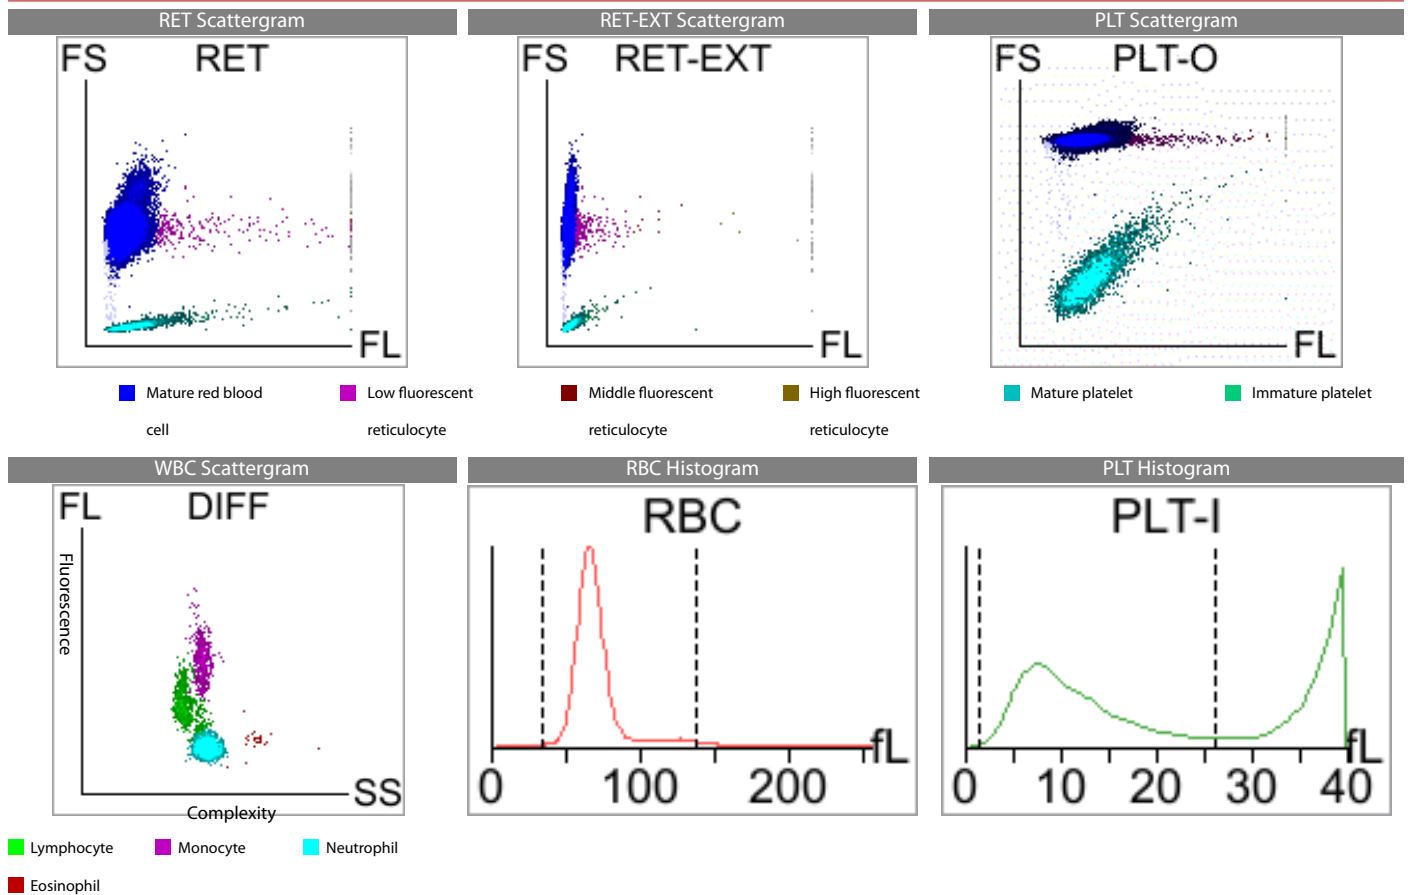 RET Scattergram
RET-EXT Scattergram
PLT Scattergram
FS RET
FL
FS RET-EXT
FL
FS PLT-O
FL
Mature red blood cell
Low fluorescent reticulocyte
Middle fluorescent reticulocyte
High fluorescent reticulocyte
Mature platelet
Immature platelet
WBC Scattergram
RBC Histogram
PLT Histogram
FL DIFF
Fluorescence
SS
Complexity
RBC
fL
0 100 200
PLT-I
fL
0 10 20 30 40
Lymphocyte
Monocyte
Neutrophil
Eosinophil